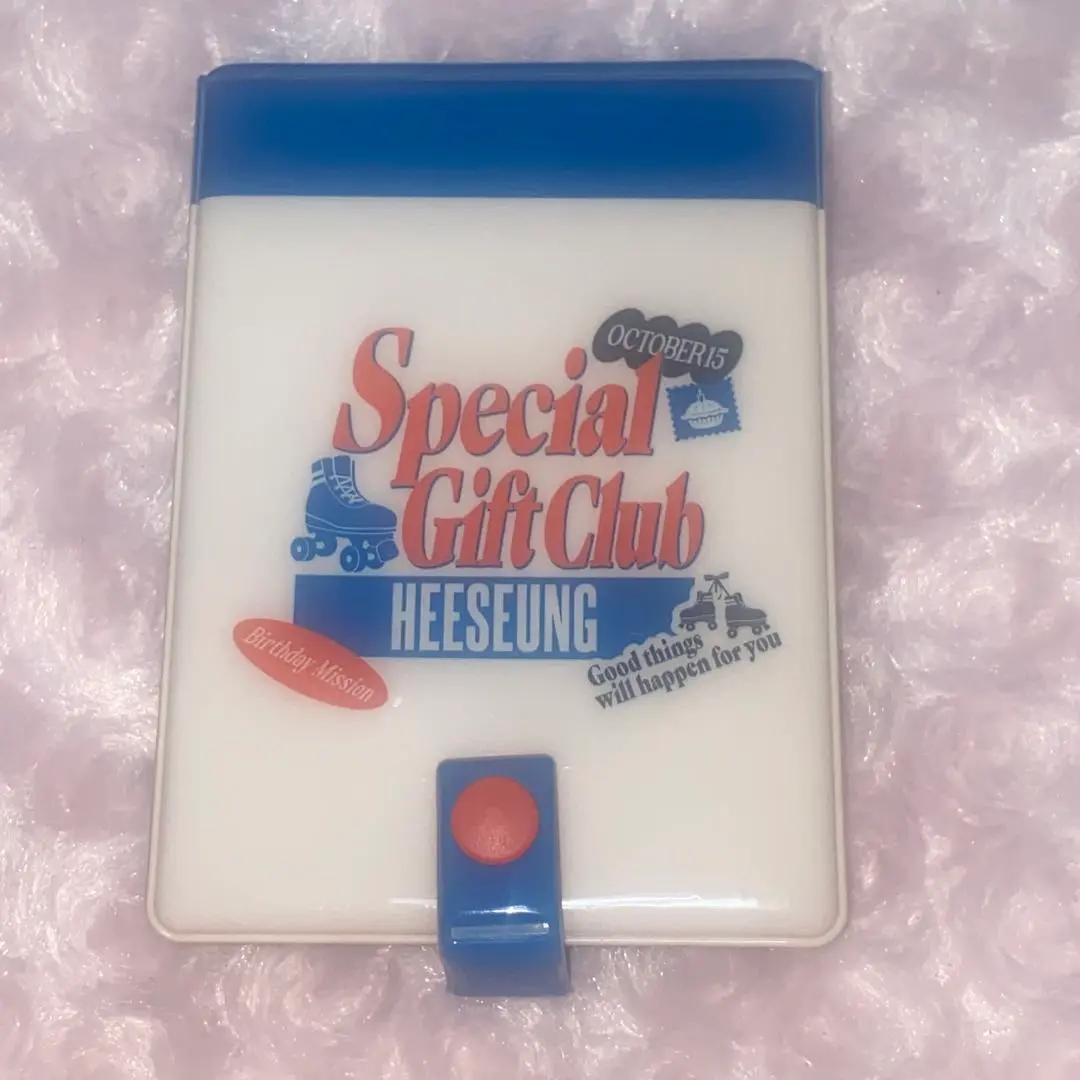 OCTOBER 15
Special
Gift Club
HEESEUNG
Birthday Mission
Good things
will happen for you